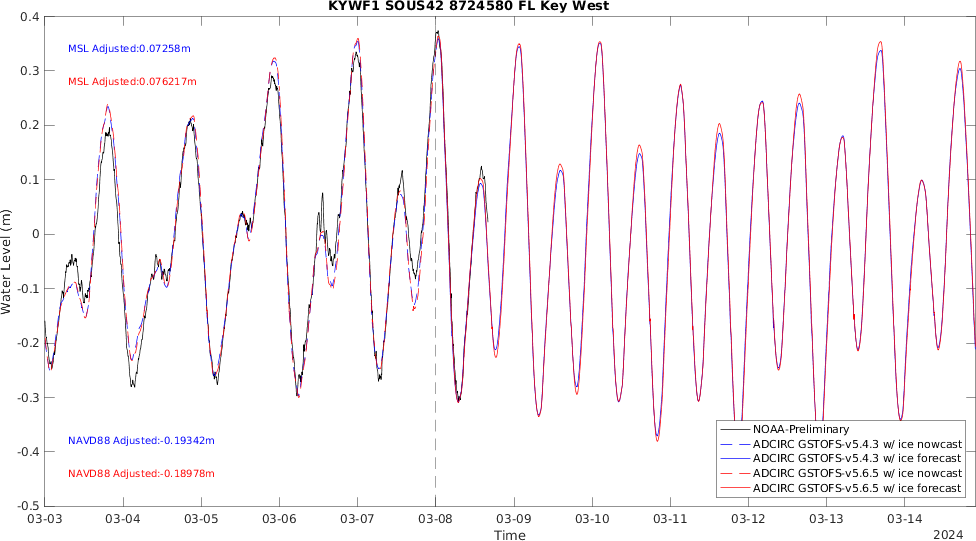 KYWF1 SOUS42 8724580 FL Key West
0.4
0.3
0.2
0.1
0
-0.1
-0.2
-0.3
-0.4
-0.5
Water Level (m)
MSL Adjusted:0.07258m
MSL Adjusted:0.076217m
NAVD88 Adjusted:-0.19342m
NAVD88 Adjusted:-0.18978m
NOAA-Preliminary
ADCIRC GSTOFS-v5.4.3 w/ ice nowcast
ADCIRC GSTOFS-v5.4.3 w/ ice forecast
ADCIRC GSTOFS-v5.6.5 w/ ice nowcast
ADCIRC GSTOFS-v5.6.5 w/ ice forecast
03-03 03-04 03-05 03-06 03-07 03-08 03-09 03-10 03-11 03-12 03-13 03-14
Time
2024